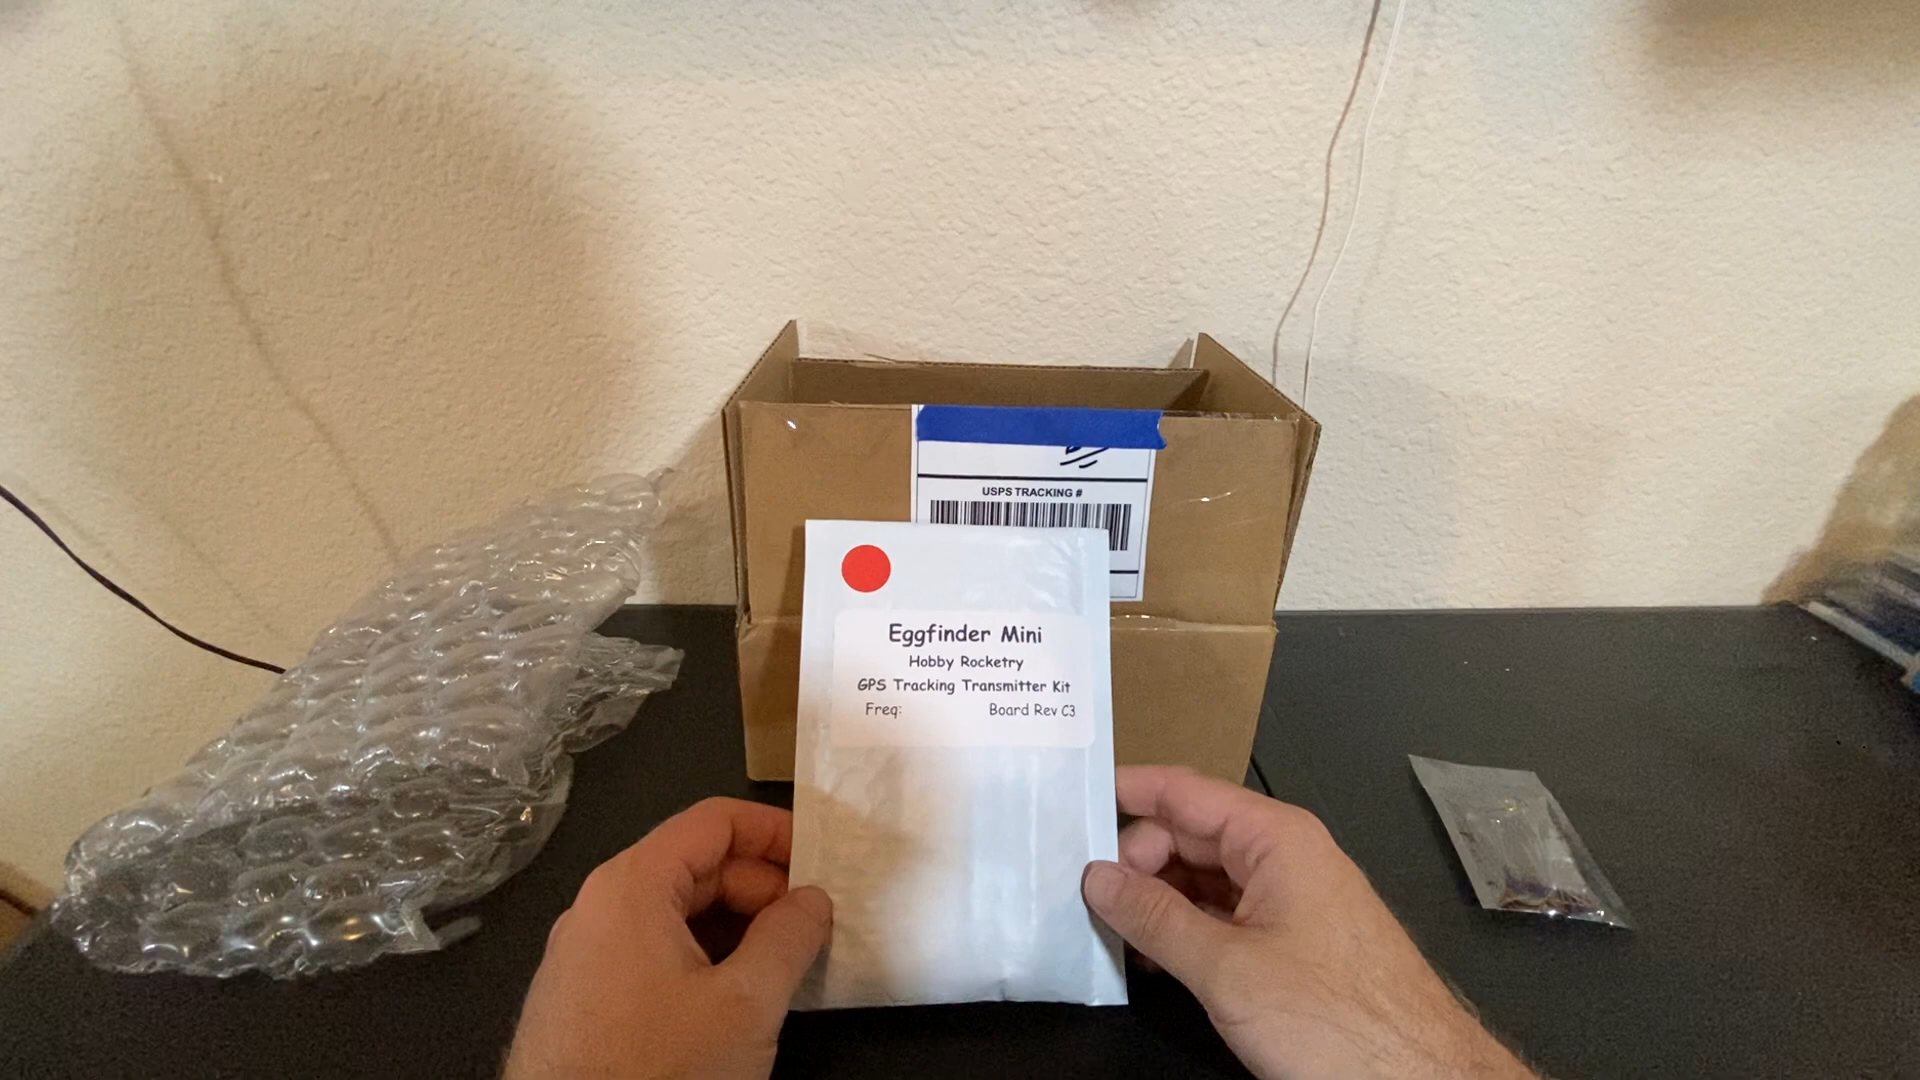 USPS TRACKING #
Eggfinder Mini
Hobby Rocketry
GPS Tracking Transmitter Kit
Freq: Board Rev C3